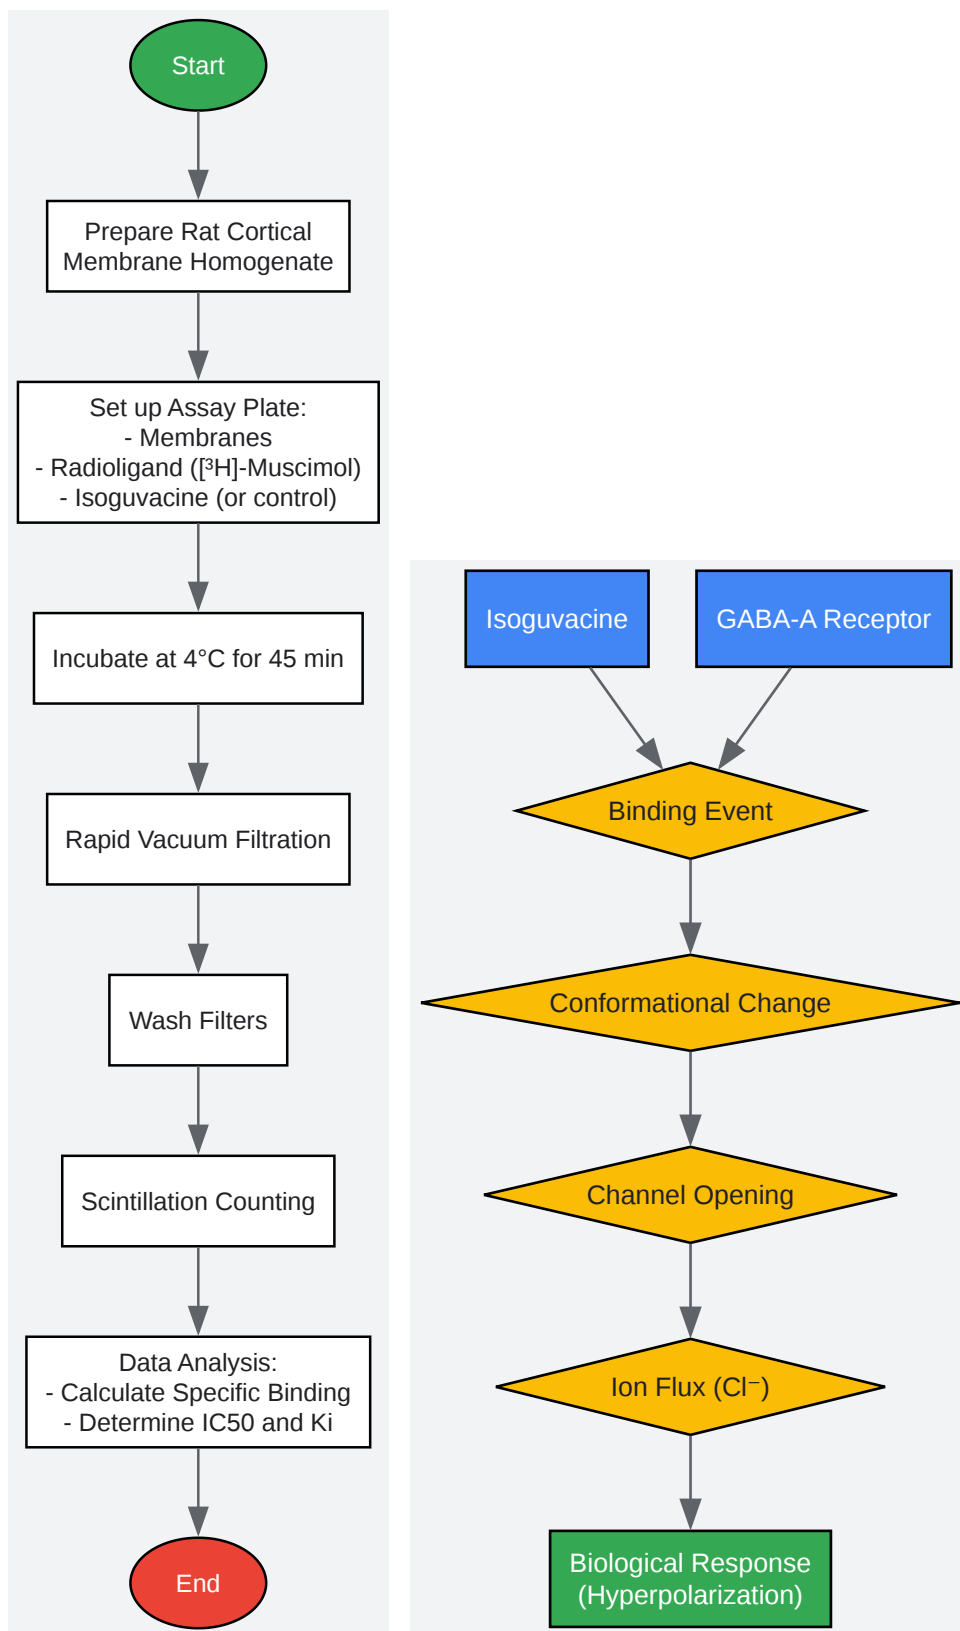 Start
Prepare Rat Cortical
Membrane Homogenate
Set up Assay Plate:
- Membranes
- Radioligand ([³H]-Muscimol)
- Isoguvacine (or control)
Incubate at 4°C for 45 min
Rapid Vacuum Filtration
Wash Filters
Scintillation Counting
Data Analysis:
- Calculate Specific Binding
- Determine IC50 and Ki
End
Isoguvacine
GABA-A Receptor
Binding Event
Conformational Change
Channel Opening
Ion Flux (Cl⁻)
Biological Response
(Hyperpolarization)